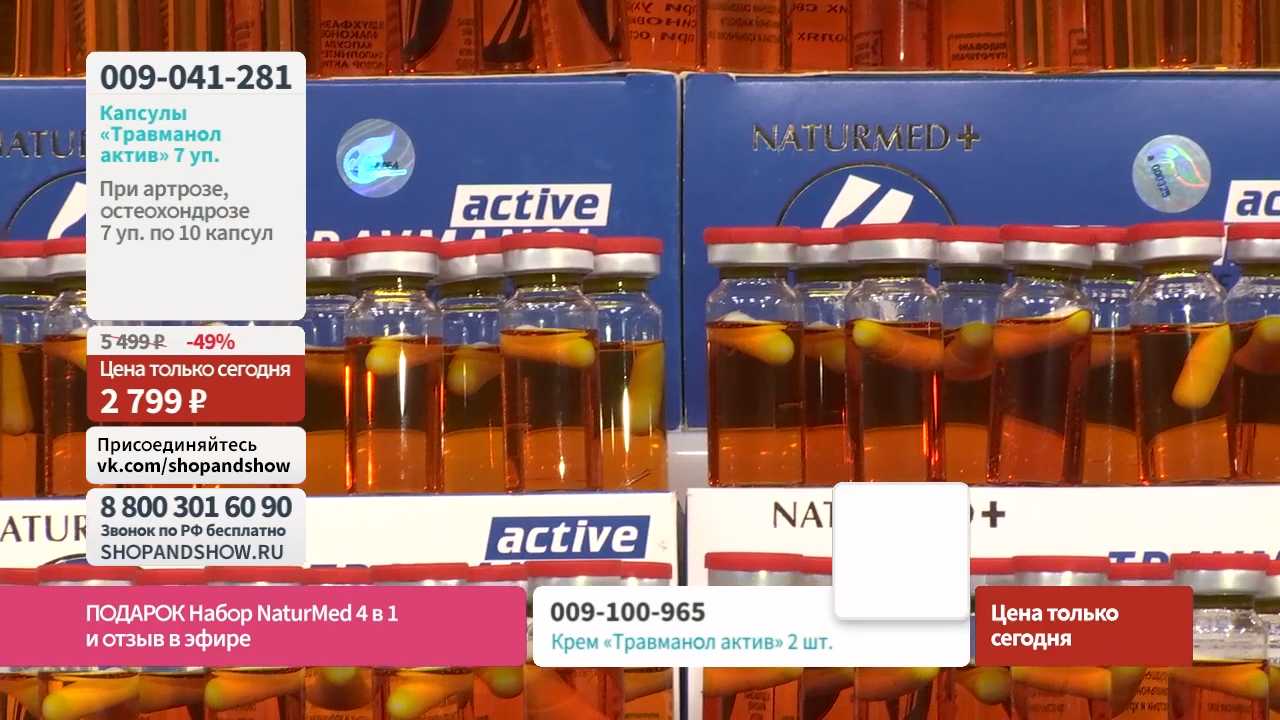 009-041-281
Капсулы
«Травманол
актив» 7 уп.
При артрозе,
остеохондрозе
7 уп. по 10 капсул
5 499 ₽ -49%
Цена только сегодня
2 799 ₽
Присоединяйтесь
vk.com/shopandshow
8 800 301 60 90
Звонок по РФ бесплатно
SHOPANDSHOW.RU
NATURMED+
active
active
ПОДАРОК Набор NaturMed 4 в 1
и отзыв в эфире
009-100-965
Крем «Травманол актив» 2 шт.
Цена только
сегодня